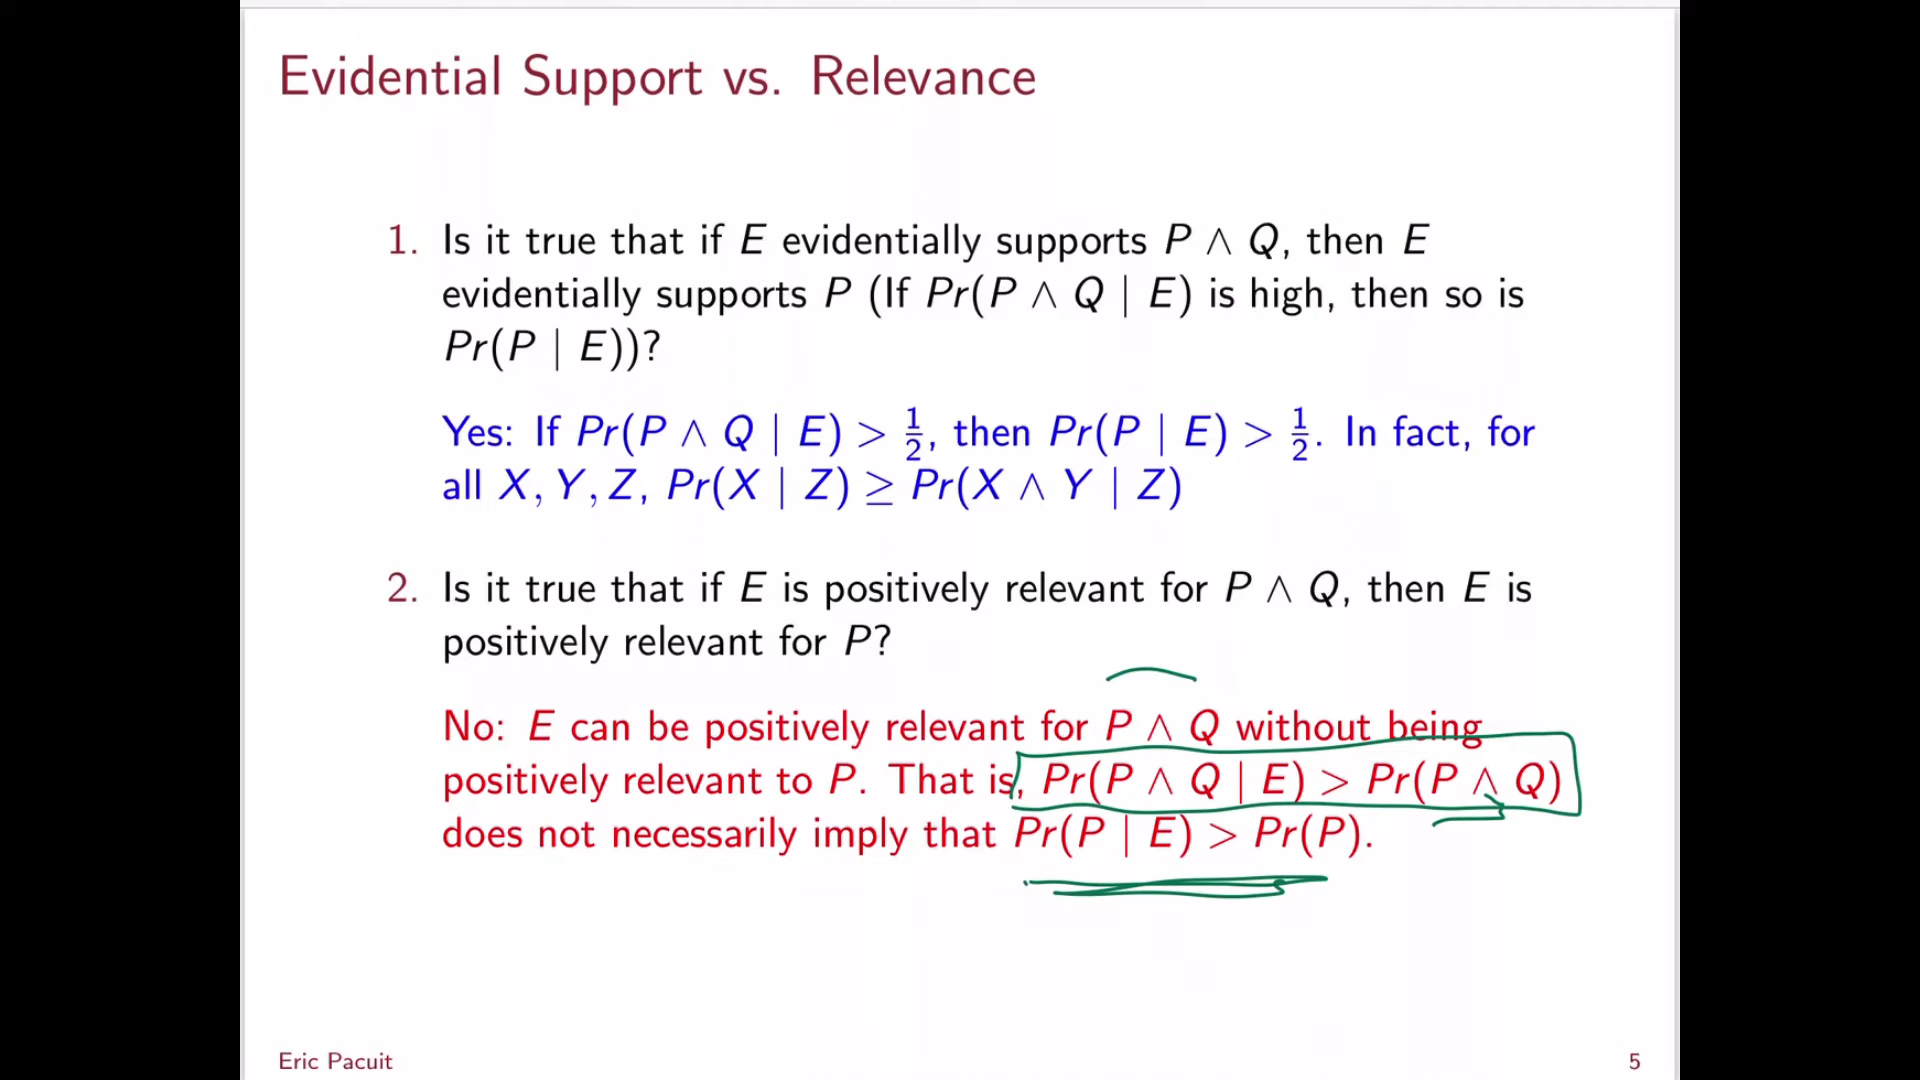 Evidential Support vs. Relevance
1. Is it true that if E evidentially supports P ∧ Q, then E
evidentially supports P (If Pr(P ∧ Q | E) is high, then so is
Pr(P | E))?
Yes: If Pr(P ∧ Q | E) > 1/2, then Pr(P | E) > 1/2. In fact, for
all X, Y, Z, Pr(X | Z) ≥ Pr(X ∧ Y | Z)
2. Is it true that if E is positively relevant for P ∧ Q, then E is
positively relevant for P?
No: E can be positively relevant for P ∧ Q without being
positively relevant to P. That is, Pr(P ∧ Q | E) > Pr(P ∧ Q)
does not necessarily imply that Pr(P | E) > Pr(P).
Eric Pacuit 5